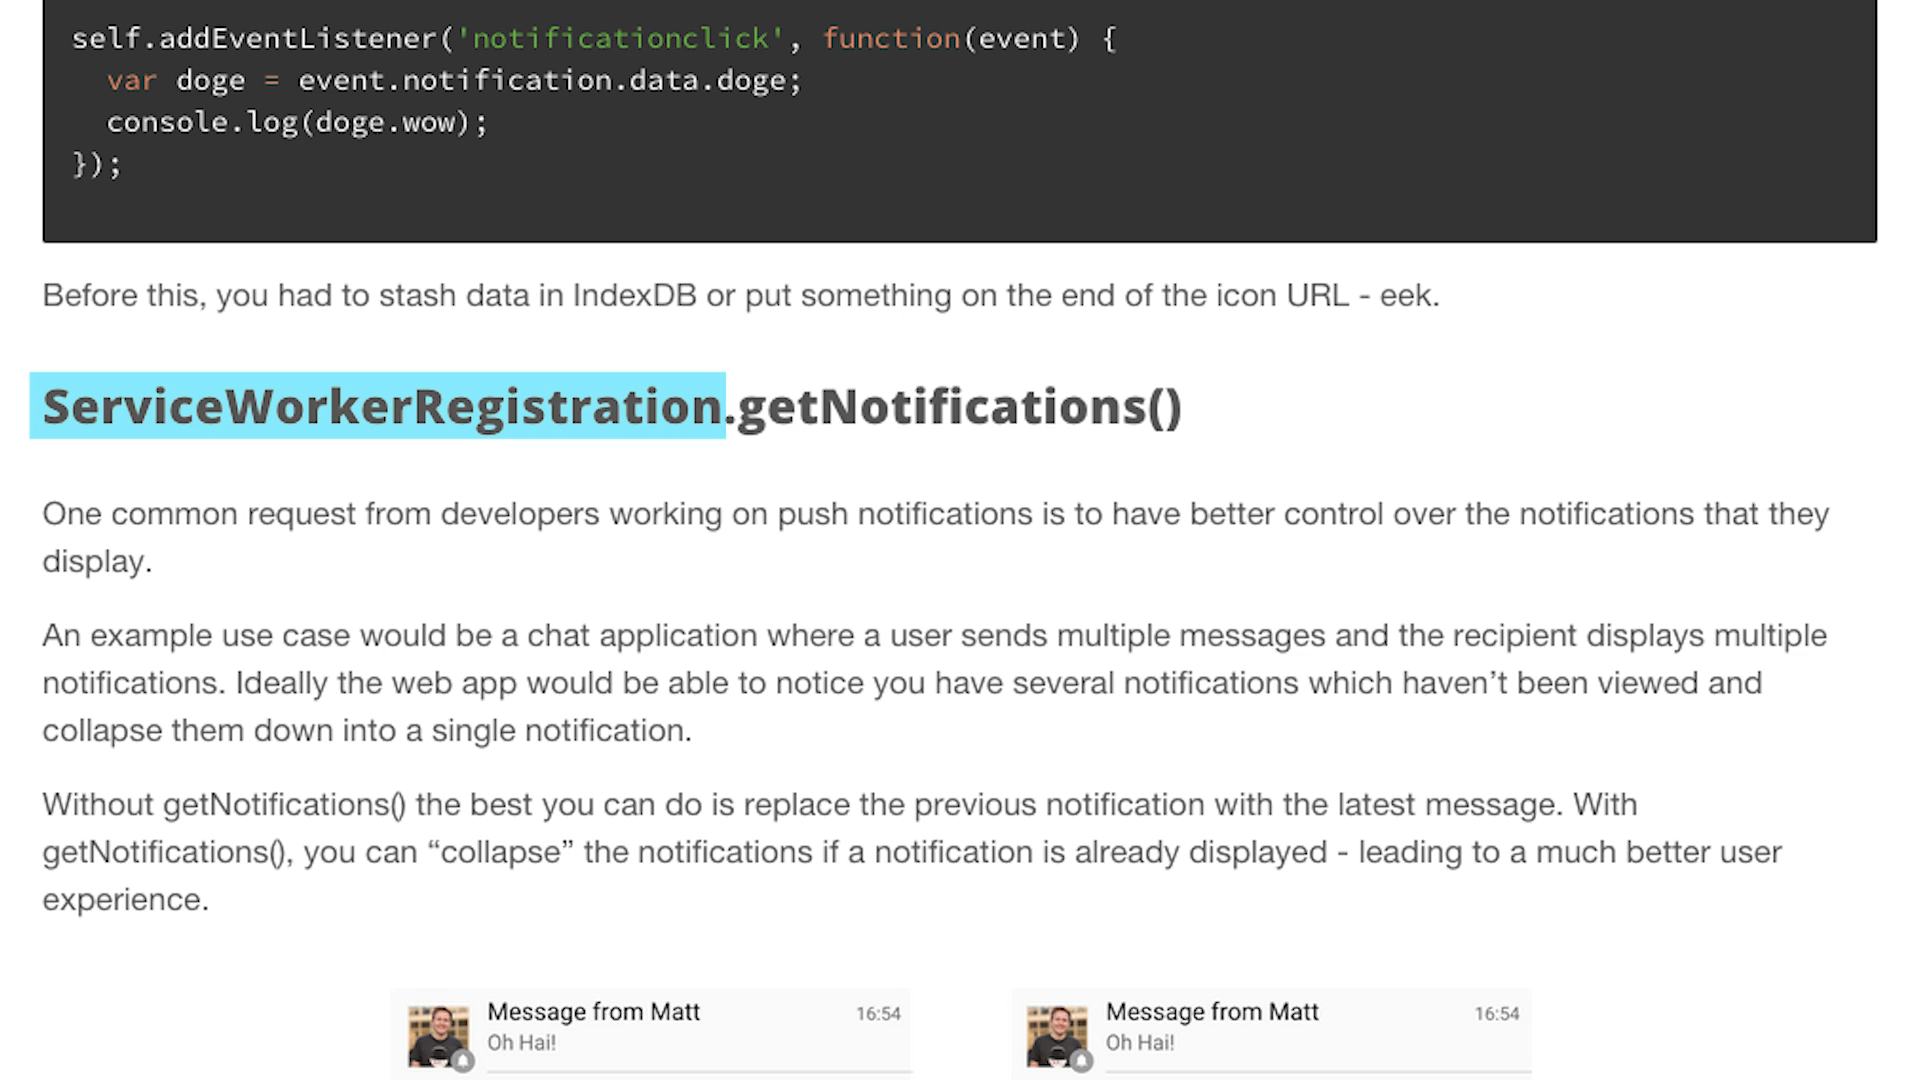 self.addEventListener('notificationclick', function(event) {
  var doge = event.notification.data.doge;
  console.log(doge.wow);
});
Before this, you had to stash data in IndexDB or put something on the end of the icon URL - eek.
ServiceWorkerRegistration.getNotifications()
One common request from developers working on push notifications is to have better control over the notifications that they
display.
An example use case would be a chat application where a user sends multiple messages and the recipient displays multiple
notifications. Ideally the web app would be able to notice you have several notifications which haven’t been viewed and
collapse them down into a single notification.
Without getNotifications() the best you can do is replace the previous notification with the latest message. With
getNotifications(), you can “collapse” the notifications if a notification is already displayed - leading to a much better user
experience.
Message from Matt 16:54
Oh Hai!
Message from Matt 16:54
Oh Hai!